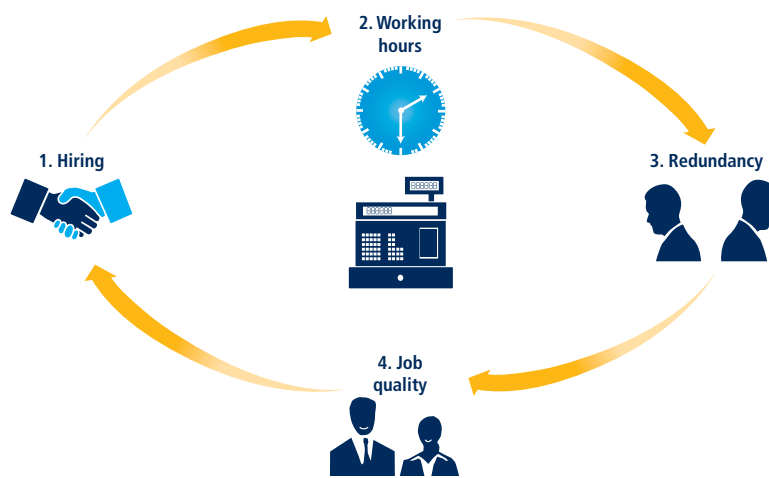 2. Working
hours
1. Hiring
3. Redundancy
4. Job
quality